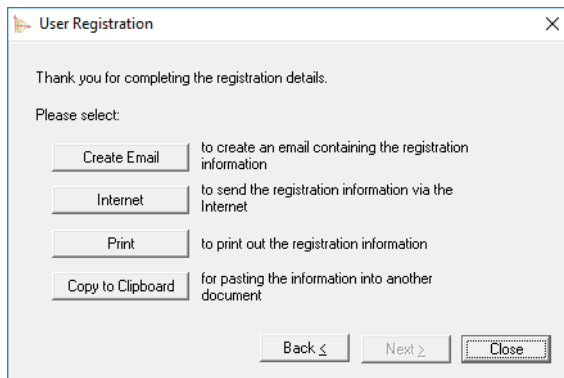 User Registration
Thank you for completing the registration details.
Please select:
Create Email
to create an email containing the registration
information
Internet
to send the registration information via the
Internet
Print
to print out the registration information
Copy to Clipboard
for pasting the information into another
document
Back <
Next >
Close